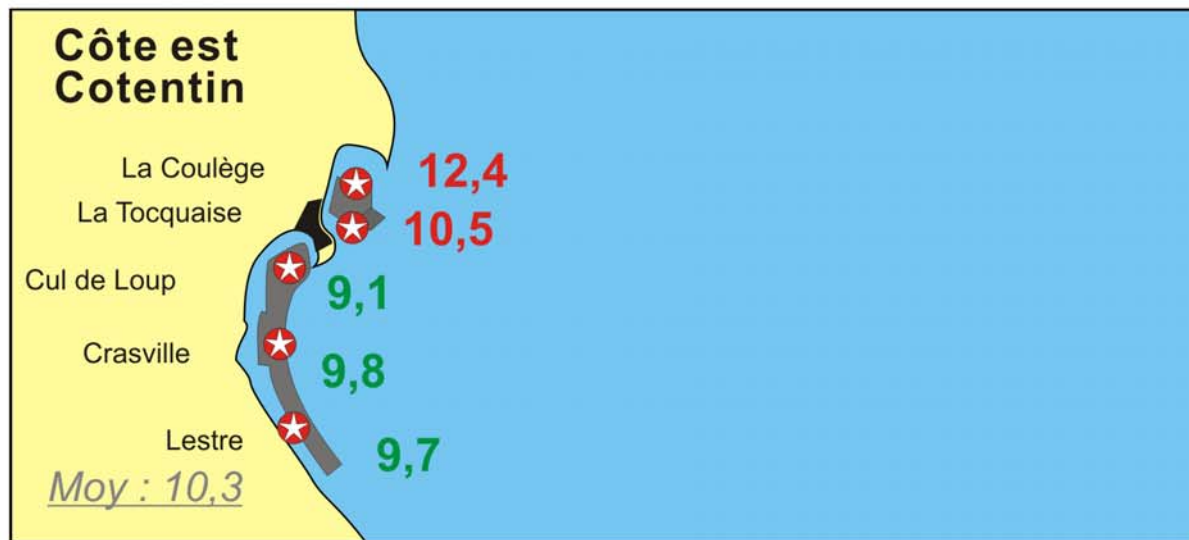 Côte est
Cotentin
La Coulège
12,4
La Tocquaise
10,5
Cul de Loup
9,1
Crasville
9,8
Lestre
9,7
Moy : 10,3